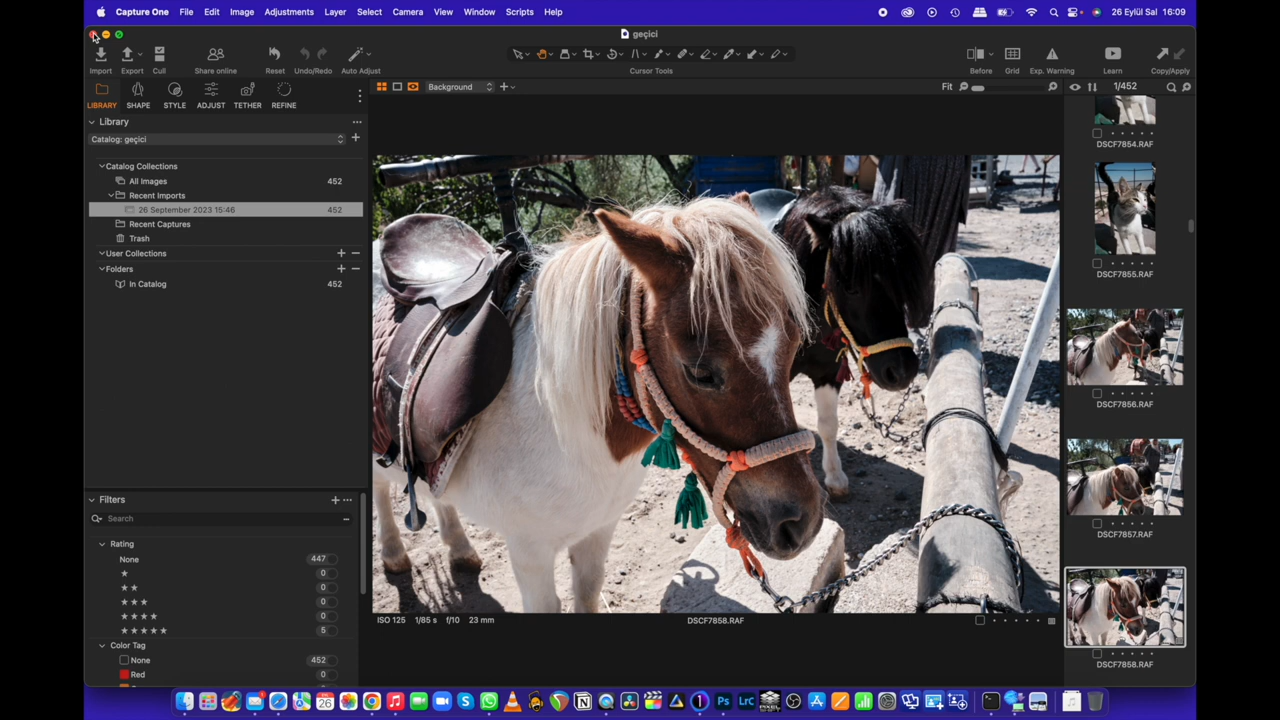 Capture One File Edit Image Adjustments Layer Select Camera View Window Scripts Help 26 Eylül Sal 16:09
geçici
Import Export Cull Share online Reset Undo/Redo Auto Adjust Cursor Tools Before Grid Exp. Warning Learn Copy/Apply
LIBRARY SHAPE STYLE ADJUST TETHER REFINE
Background Fit 1/452
Library
Catalog: geçici
Catalog Collections
All Images 452
Recent Imports
26 September 2023 15:46 452
Recent Captures
Trash
User Collections
Folders
In Catalog 452
Filters
Search
Rating
None 447
0
0
0
0
5
Color Tag
None 452
Red 0
ISO 125 1/85 s f/10 23 mm DSCF7858.RAF
DSCF7854.RAF
DSCF7855.RAF
DSCF7856.RAF
DSCF7857.RAF
DSCF7858.RAF
26
Ps LrC